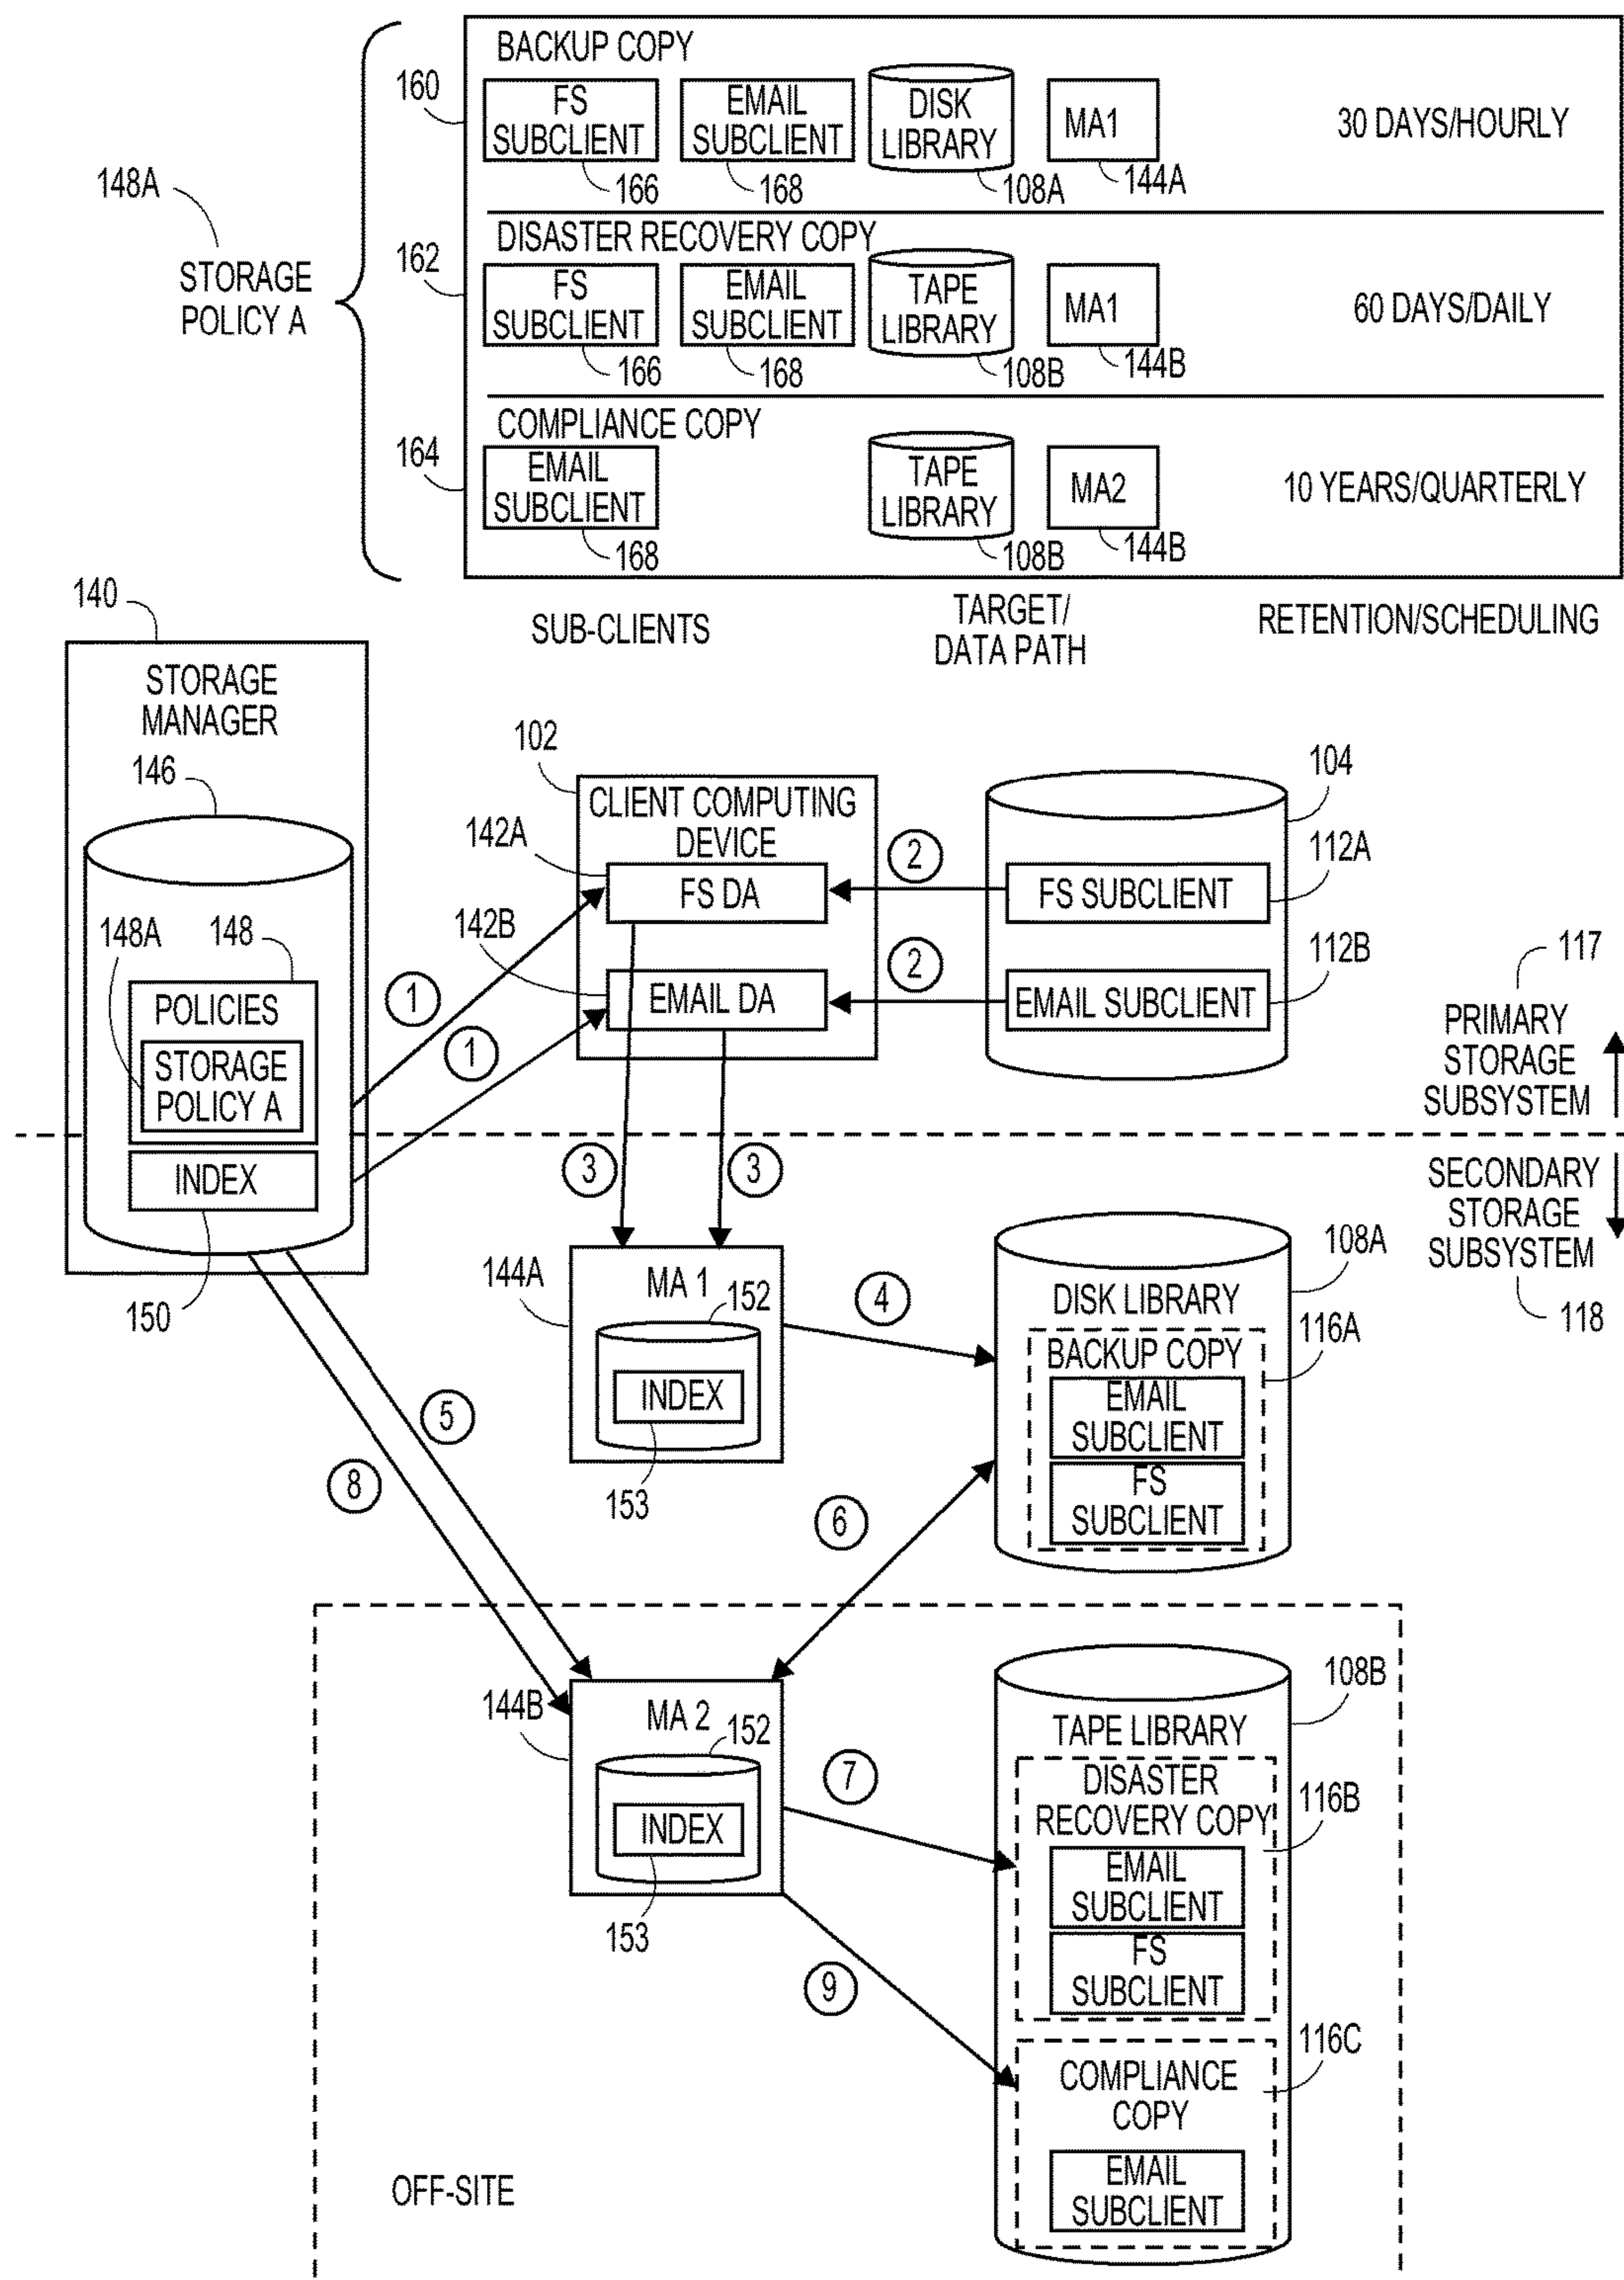 BACKUP COPY
160
FS
SUBCLIENT
166
EMAIL
SUBCLIENT
168
DISK
LIBRARY
108A
MA1
144A
30 DAYS/HOURLY
148A
STORAGE
POLICY A
DISASTER RECOVERY COPY
162
FS
SUBCLIENT
166
EMAIL
SUBCLIENT
168
TAPE
LIBRARY
108B
MA1
144B
60 DAYS/DAILY
COMPLIANCE COPY
164
EMAIL
SUBCLIENT
168
TAPE
LIBRARY
108B
MA2
144B
10 YEARS/QUARTERLY
SUB-CLIENTS
TARGET/
DATA PATH
RETENTION/SCHEDULING
140
STORAGE
MANAGER
146
148A
148
POLICIES
STORAGE
POLICY A
INDEX
150
102
CLIENT COMPUTING
DEVICE
142A
FS DA
142B
EMAIL DA
1
1
2
2
104
FS SUBCLIENT
112A
EMAIL SUBCLIENT
112B
117
PRIMARY
STORAGE
SUBSYSTEM
SECONDARY
STORAGE
SUBSYSTEM
118
3
3
144A
MA 1
152
INDEX
153
4
108A
DISK LIBRARY
116A
BACKUP COPY
EMAIL
SUBCLIENT
FS
SUBCLIENT
5
8
6
144B
MA 2
152
INDEX
153
7
9
108B
TAPE LIBRARY
DISASTER
RECOVERY COPY
116B
EMAIL
SUBCLIENT
FS
SUBCLIENT
116C
COMPLIANCE
COPY
EMAIL
SUBCLIENT
OFF-SITE